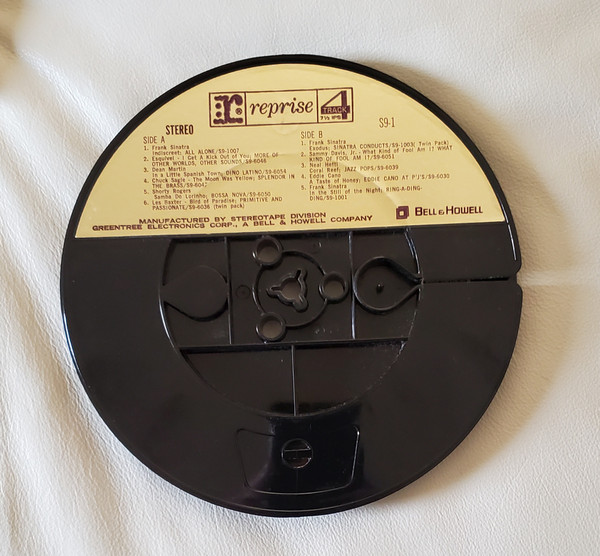 r reprise 4
TRACK
7½ IPS
STEREO
S9-1
SIDE A
1. Frank Sinatra
Indiscreet; ALL ALONE/S9-1007
2. Esquivel - I Get A Kick Out of You; MORE OF
OTHER WORLDS, OTHER SOUNDS/S9-6046
3. Dean Martin
In a Little Spanish Town; DINO LATINO/S9-6054
4. Chuck Sagle - The Moon Was Yellow; SPLENDOR IN
THE BRASS/S9-6047
5. Shorty Rogers
Samba Do Lorinho; BOSSA NOVA/S9-6050
6. Les Baxter - Bird of Paradise; PRIMITIVE AND
PASSIONATE/S9-6036 (twin pack)
SIDE B
1. Frank Sinatra
Exodus; SINATRA CONDUCTS/S9-1003( Twin Pack)
2. Sammy Davis, Jr.- What Kind of Fool Am I? WHAT
KIND OF FOOL AM I?/S9-6051
3. Neal Hefti
Coral Reef; JAZZ POPS/S9-6039
4. Eddie Cano
A Taste of Honey; EDDIE CANO AT PJ'S/S9-6030
5. Frank Sinatra
In the Still of the Night; RING-A-DING-
DING/S9-1001
MANUFACTURED BY STEREOTAPE DIVISION
GREENTREE ELECTRONICS CORP., A BELL & HOWELL COMPANY
BELL & HOWELL